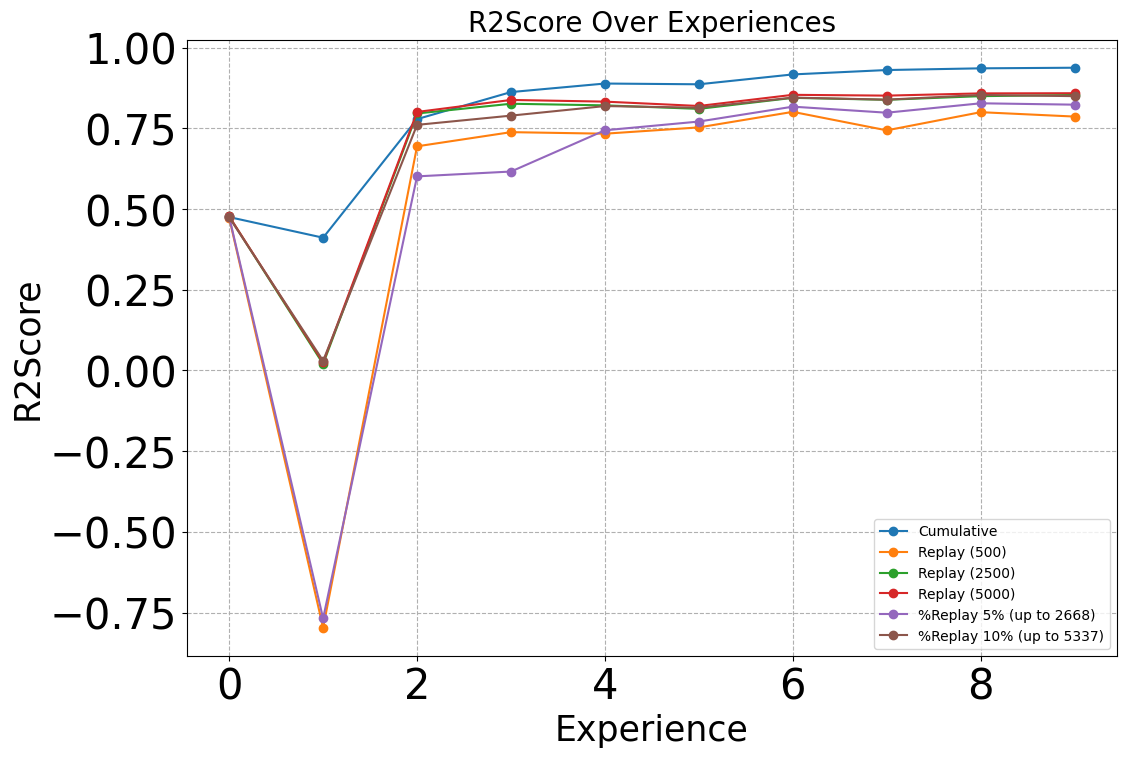 R2Score Over Experiences
1.00
0.75
0.50
0.25
0.00
−0.25
−0.50
−0.75
R2Score
0 2 4 6 8
Experience
Cumulative
Replay (500)
Replay (2500)
Replay (5000)
%Replay 5% (up to 2668)
%Replay 10% (up to 5337)